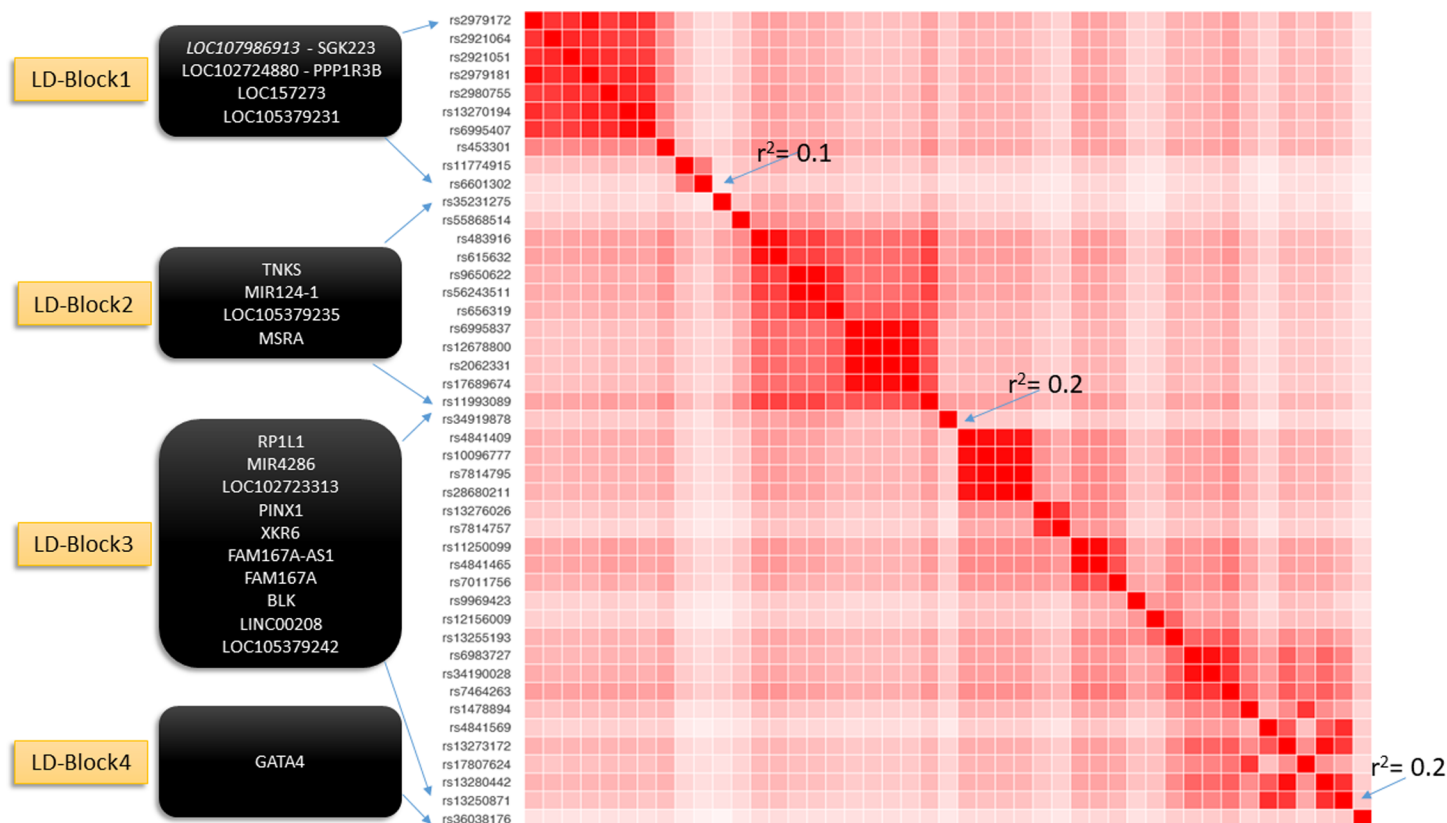 LD-Block1
LOC107986913 - SGK223
LOC102724880 - PPP1R3B
LOC157273
LOC105379231
LD-Block2
TNKS
MIR124-1
LOC105379235
MSRA
LD-Block3
RP1L1
MIR4286
LOC102723313
PINX1
XKR6
FAM167A-AS1
FAM167A
BLK
LINC00208
LOC105379242
LD-Block4
GATA4
rs2979172
rs2921064
rs2921051
rs2979181
rs2980755
rs13270194
rs6995407
rs453301
rs11774915
rs6601302
rs35231275
rs55868514
rs483916
rs615632
rs9650622
rs56243511
rs656319
rs6995837
rs12678800
rs2062331
rs17689674
rs11993089
rs34919878
rs4841409
rs10096777
rs7814795
rs28680211
rs13276026
rs7814757
rs11250099
rs4841465
rs7011756
rs9969423
rs12156009
rs13255193
rs6983727
rs34190028
rs7464263
rs1478894
rs4841569
rs13273172
rs17807624
rs13280442
rs13250871
rs36038176
r²= 0.1
r²= 0.2
r²= 0.2